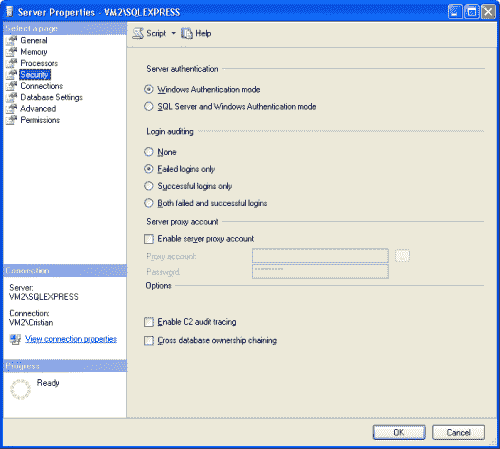 Server Properties - VM2\SQLEXPRESS
Select a page
General
Memory
Processors
Security
Connections
Database Settings
Advanced
Permissions
Script
Help
Server authentication
Windows Authentication mode
SQL Server and Windows Authentication mode
Login auditing
None
Failed logins only
Successful logins only
Both failed and successful logins
Server proxy account
Enable server proxy account
Proxy account:
Password:
**********
Options
Enable C2 audit tracing
Cross database ownership chaining
Connection
Server:
VM2\SQLEXPRESS
Connection:
VM2\Cristian
View connection properties
Progress
Ready
OK
Cancel